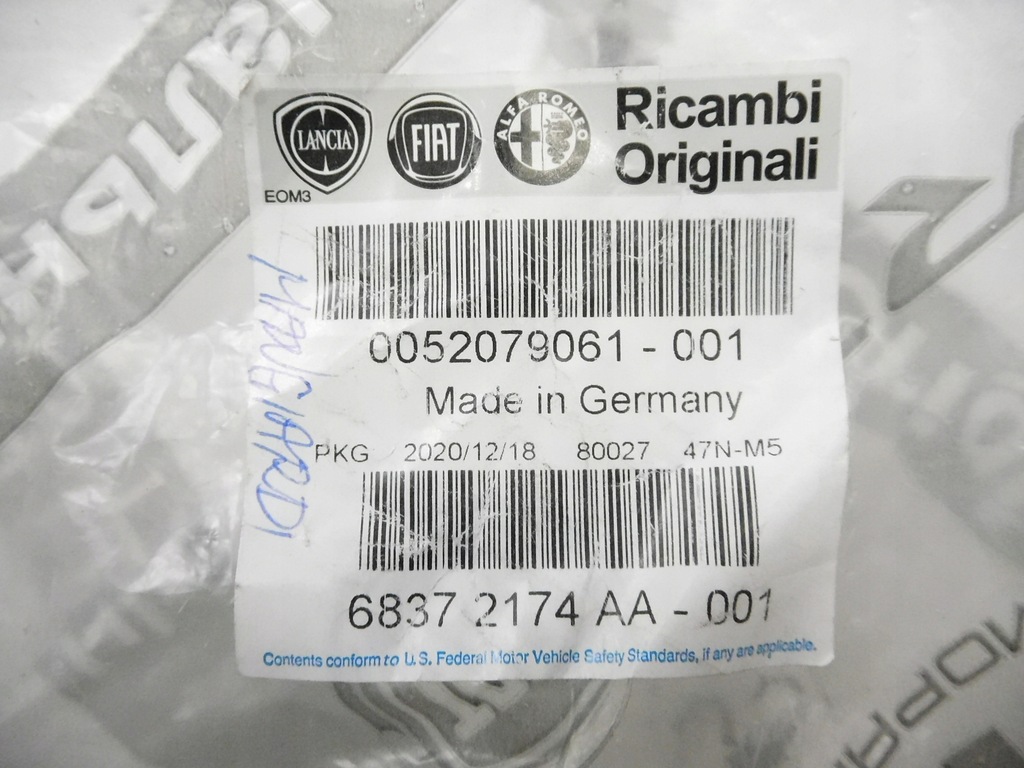 LANCIA FIAT ALFA ROMEO
Ricambi
Originali
EOM3
0052079061 - 001
Made in Germany
PKG 2020/12/18 80027 47N-M5
6837 2174 AA - 001
Contents conform to U.S. Federal Motor Vehicle Safety Standards, if any are applicable.